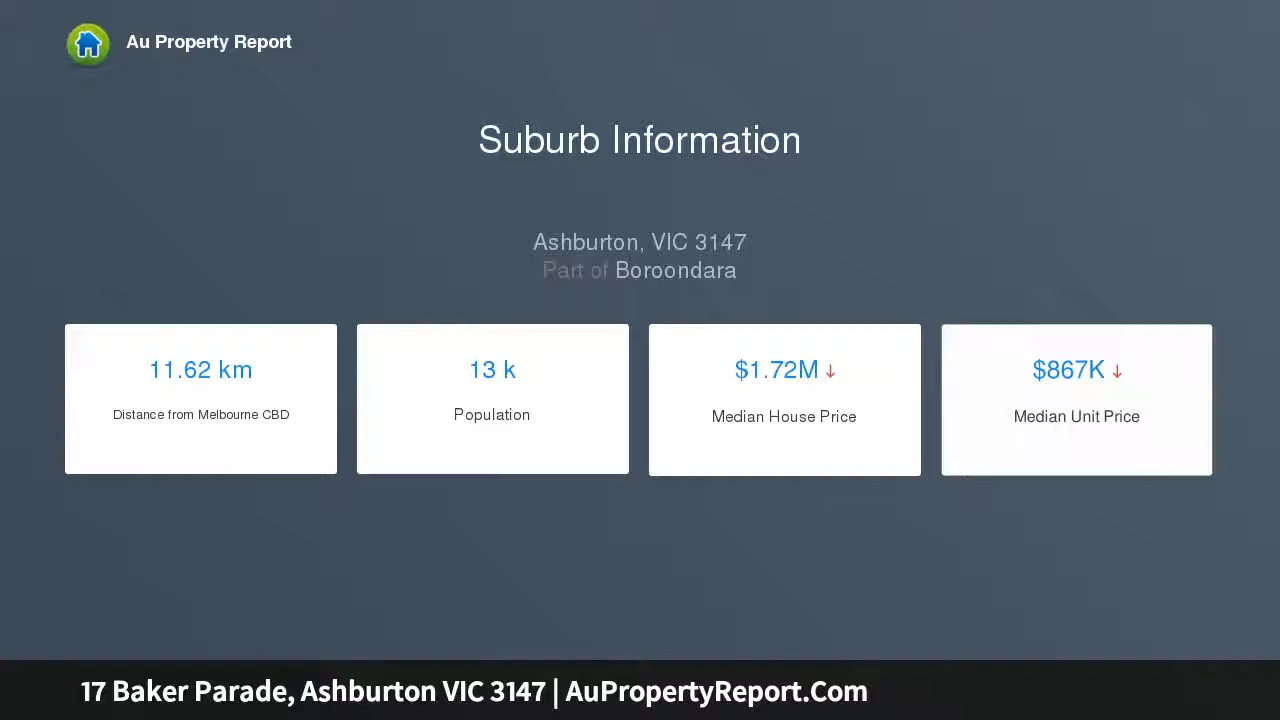 Au Property Report
Suburb Information
Ashburton, VIC 3147
Part of Boroondara
11.62 km
Distance from Melbourne CBD
13 k
Population
$1.72M ↓
Median House Price
$867K ↓
Median Unit Price
17 Baker Parade, Ashburton VIC 3147 | AuPropertyReport.Com